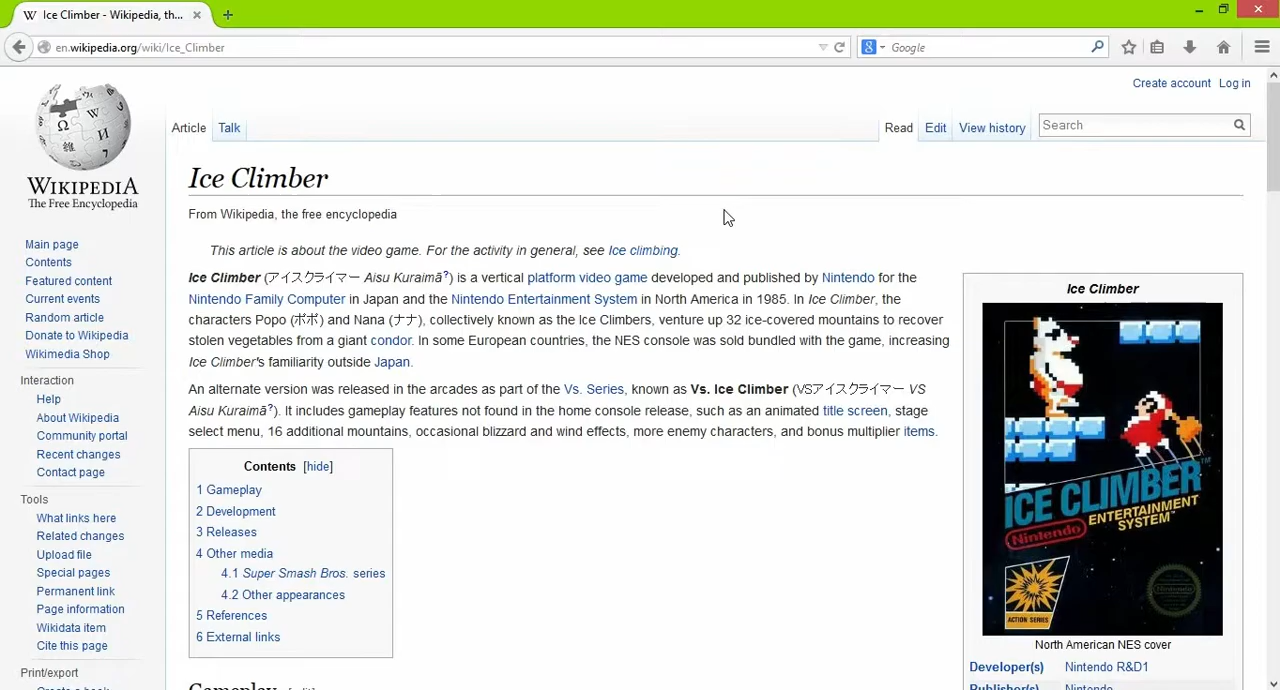 Ice Climber - Wikipedia, th...
en.wikipedia.org/wiki/Ice_Climber
Google
Create account Log in
Article Talk
Read Edit View history
Search
WIKIPEDIA
The Free Encyclopedia
Main page
Contents
Featured content
Current events
Random article
Donate to Wikipedia
Wikimedia Shop
Interaction
Help
About Wikipedia
Community portal
Recent changes
Contact page
Tools
What links here
Related changes
Upload file
Special pages
Permanent link
Page information
Wikidata item
Cite this page
Print/export
Ice Climber
From Wikipedia, the free encyclopedia
This article is about the video game. For the activity in general, see Ice climbing.
Ice Climber (アイスクライマー Aisu Kuraimā?) is a vertical platform video game developed and published by Nintendo for the
Nintendo Family Computer in Japan and the Nintendo Entertainment System in North America in 1985. In Ice Climber, the
characters Popo (ポポ) and Nana (ナナ), collectively known as the Ice Climbers, venture up 32 ice-covered mountains to recover
stolen vegetables from a giant condor. In some European countries, the NES console was sold bundled with the game, increasing
Ice Climber's familiarity outside Japan.
An alternate version was released in the arcades as part of the Vs. Series, known as Vs. Ice Climber (VSアイスクライマー VS
Aisu Kuraimā?). It includes gameplay features not found in the home console release, such as an animated title screen, stage
select menu, 16 additional mountains, occasional blizzard and wind effects, more enemy characters, and bonus multiplier items.
Contents [hide]
1 Gameplay
2 Development
3 Releases
4 Other media
4.1 Super Smash Bros. series
4.2 Other appearances
5 References
6 External links
Gameplay [edit]
Ice Climber
ICE CLIMBER™
Nintendo
ENTERTAINMENT
SYSTEM™
ACTION SERIES
North American NES cover
Developer(s) Nintendo R&D1
Publisher(s) Nintendo